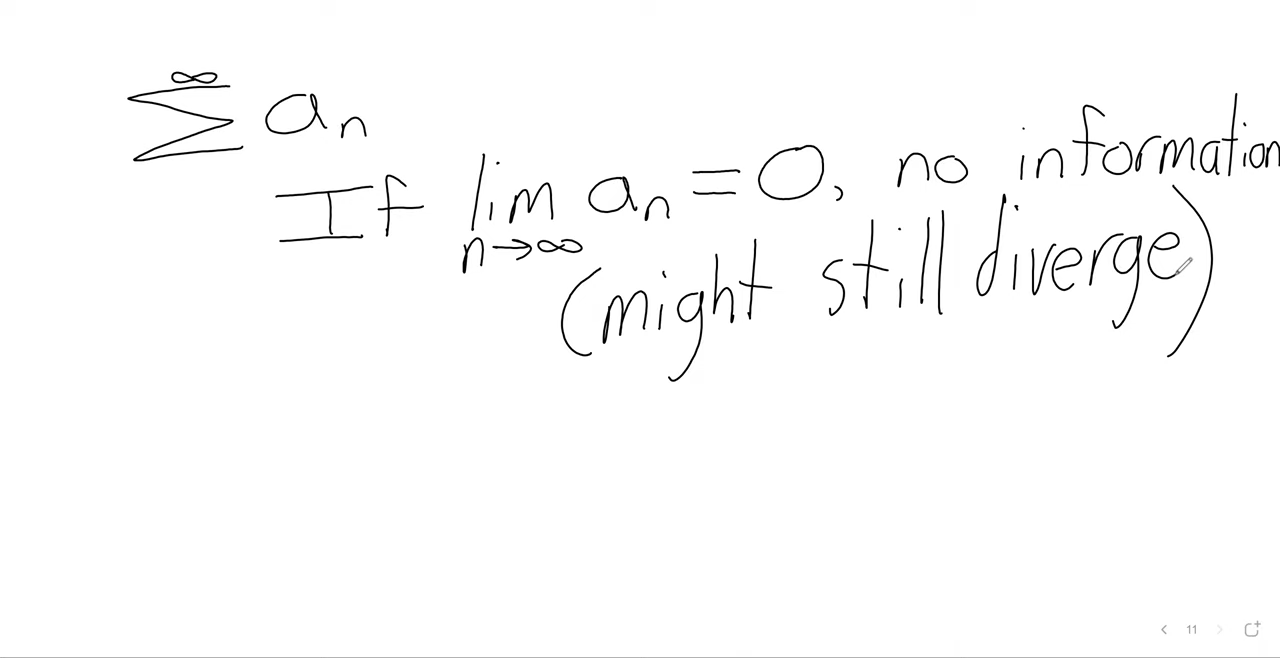 ∞
∑ aₙ
If lim aₙ = 0, no information
n→∞
(might still diverge)
11